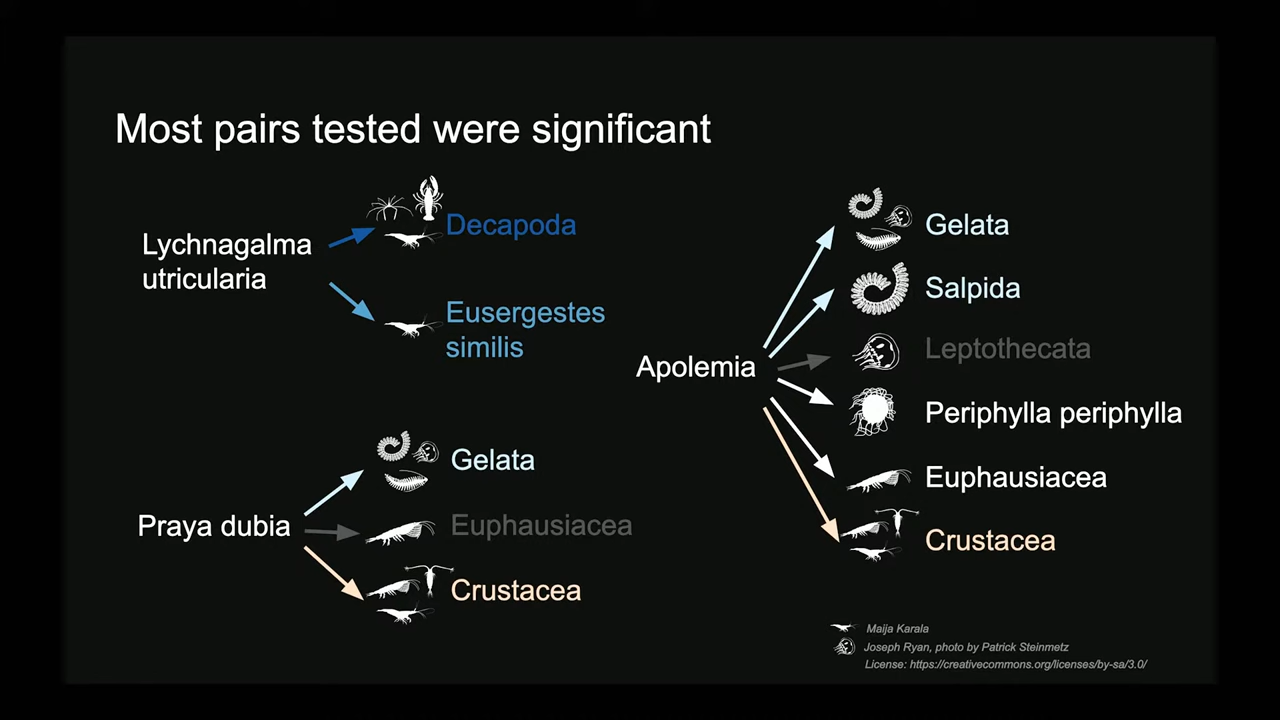 Most pairs tested were significant
Lychnagalma
utricularia
Decapoda
Eusergestes
similis
Praya dubia
Gelata
Euphausiacea
Crustacea
Apolemia
Gelata
Salpida
Leptothecata
Periphylla periphylla
Euphausiacea
Crustacea
Maija Karala
Joseph Ryan, photo by Patrick Steinmetz
License: https://creativecommons.org/licenses/by-sa/3.0/